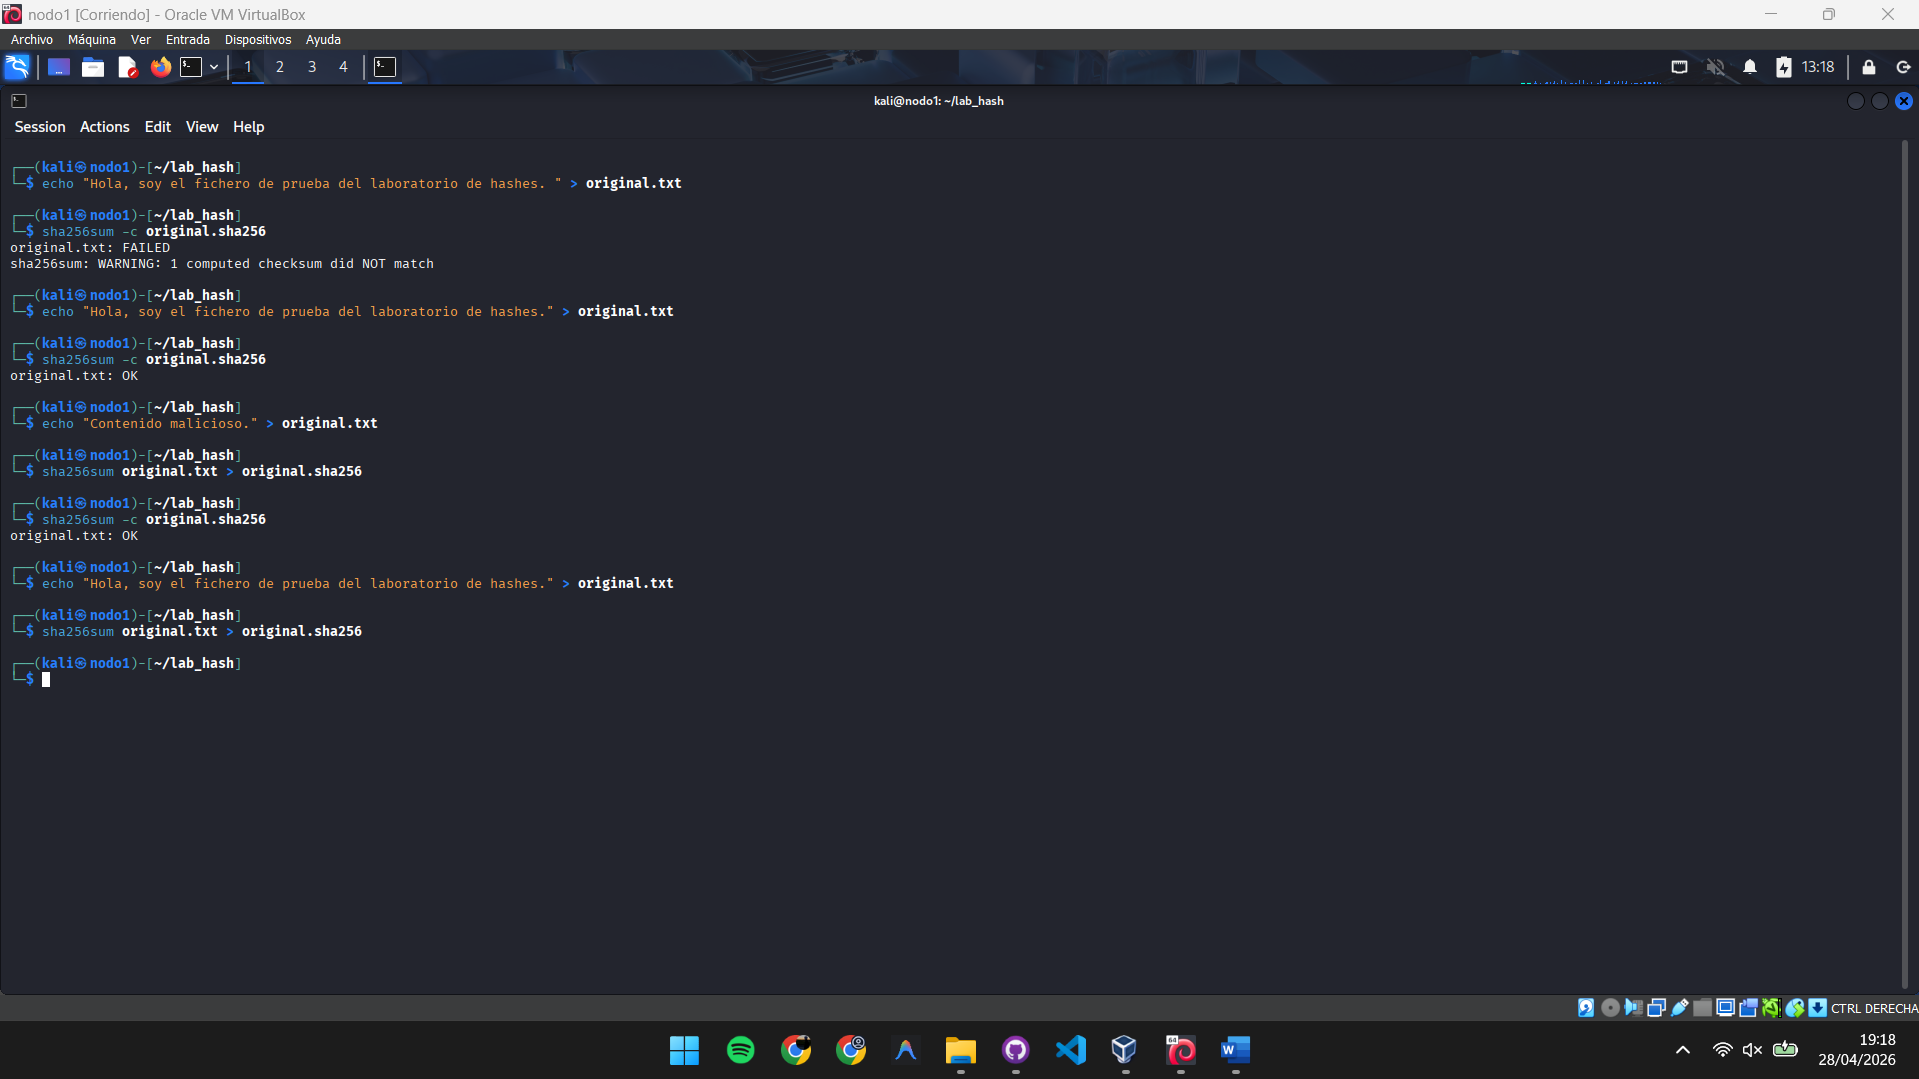 nodo1 [Corriendo] - Oracle VM VirtualBox
Archivo Máquina Ver Entrada Dispositivos Ayuda
1 2 3 4 13:18
kali@nodo1: ~/lab_hash
Session Actions Edit View Help
┌──(kali㉿nodo1)-[~/lab_hash]
└─$ echo "Hola, soy el fichero de prueba del laboratorio de hashes. " > original.txt
┌──(kali㉿nodo1)-[~/lab_hash]
└─$ sha256sum -c original.sha256
original.txt: FAILED
sha256sum: WARNING: 1 computed checksum did NOT match
┌──(kali㉿nodo1)-[~/lab_hash]
└─$ echo "Hola, soy el fichero de prueba del laboratorio de hashes." > original.txt
┌──(kali㉿nodo1)-[~/lab_hash]
└─$ sha256sum -c original.sha256
original.txt: OK
┌──(kali㉿nodo1)-[~/lab_hash]
└─$ echo "Contenido malicioso." > original.txt
┌──(kali㉿nodo1)-[~/lab_hash]
└─$ sha256sum original.txt > original.sha256
┌──(kali㉿nodo1)-[~/lab_hash]
└─$ sha256sum -c original.sha256
original.txt: OK
┌──(kali㉿nodo1)-[~/lab_hash]
└─$ echo "Hola, soy el fichero de prueba del laboratorio de hashes." > original.txt
┌──(kali㉿nodo1)-[~/lab_hash]
└─$ sha256sum original.txt > original.sha256
┌──(kali㉿nodo1)-[~/lab_hash]
└─$
CTRL DERECHA
19:18
28/04/2026